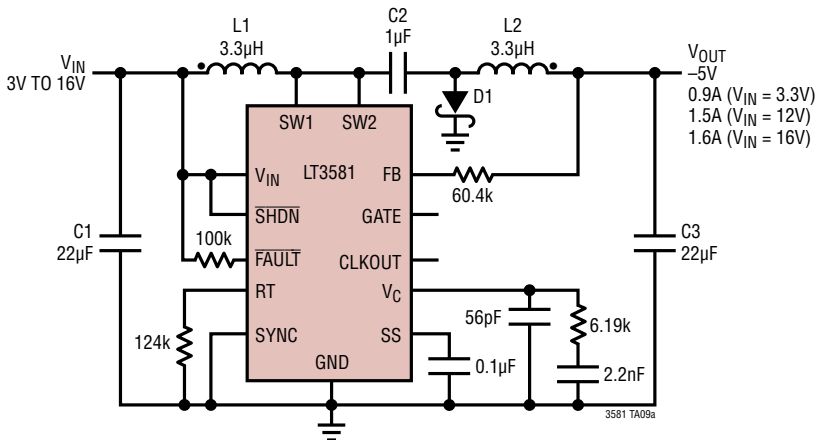 L1
3.3µH
C2
1µF
L2
3.3µH
VIN
3V TO 16V
VOUT
–5V
0.9A (VIN = 3.3V)
1.5A (VIN = 12V)
1.6A (VIN = 16V)
D1
SW1 SW2
VIN LT3581 FB
60.4k
SHDN GATE
C1
22µF
100k
FAULT CLKOUT
C3
22µF
RT VC
56pF
6.19k
124k
SYNC SS
0.1µF
2.2nF
GND
3581 TA09a